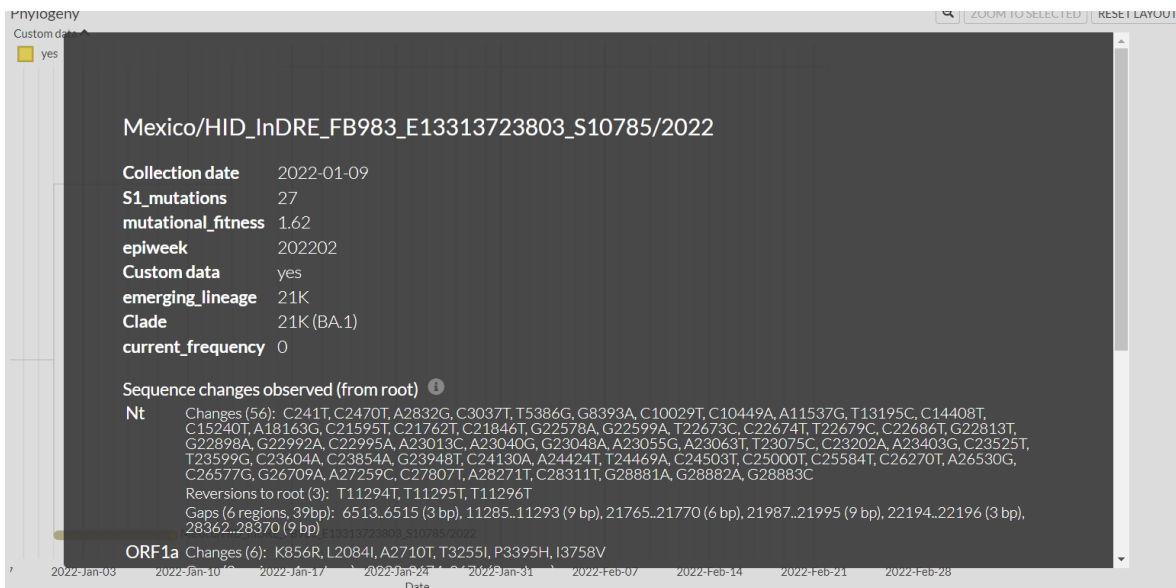 Phylogeny
ZOOM TO SELECTED
RESET LAYOUT
Custom data
yes
Mexico/HID_InDRE_FB983_E13313723803_S10785/2022
Collection date 2022-01-09
S1_mutations 27
mutational_fitness 1.62
epiweek 202202
Custom data yes
emerging_lineage 21K
Clade 21K (BA.1)
current_frequency 0
Sequence changes observed (from root)
Nt Changes (56): C241T, C2470T, A2832G, C3037T, T5386G, G8393A, C10029T, C10449A, A11537G, T13195C, C14408T,
C15240T, A18163G, C21595T, C21762T, C21846T, G22578A, G22599A, T22673C, C22674T, T22679C, C22686T, G22813T,
G22898A, G22992A, C22995A, A23013C, A23040G, G23048A, A23055G, A23063T, T23075C, C23202A, A23403G, C23525T,
T23599G, C23604A, C23854A, G23948T, C24130A, A24424T, T24469A, C24503T, C25000T, C25584T, C26270T, A26530G,
C26577G, G26709A, A27259C, C27807T, A28271T, C28311T, G28881A, G28882A, G28883C
Reversions to root (3): T11294T, T11295T, T11296T
Gaps (6 regions, 39bp): 6513..6515 (3 bp), 11285..11293 (9 bp), 21765..21770 (6 bp), 21987..21995 (9 bp), 22194..22196 (3 bp),
28362..28370 (9 bp)
ORF1a Changes (6): K856R, L2084I, A2710T, T3255I, P3395H, I3758V
2022-Jan-03 2022-Jan-10 2022-Jan-17 2022-Jan-24 2022-Jan-31 2022-Feb-07 2022-Feb-14 2022-Feb-21 2022-Feb-28
Date